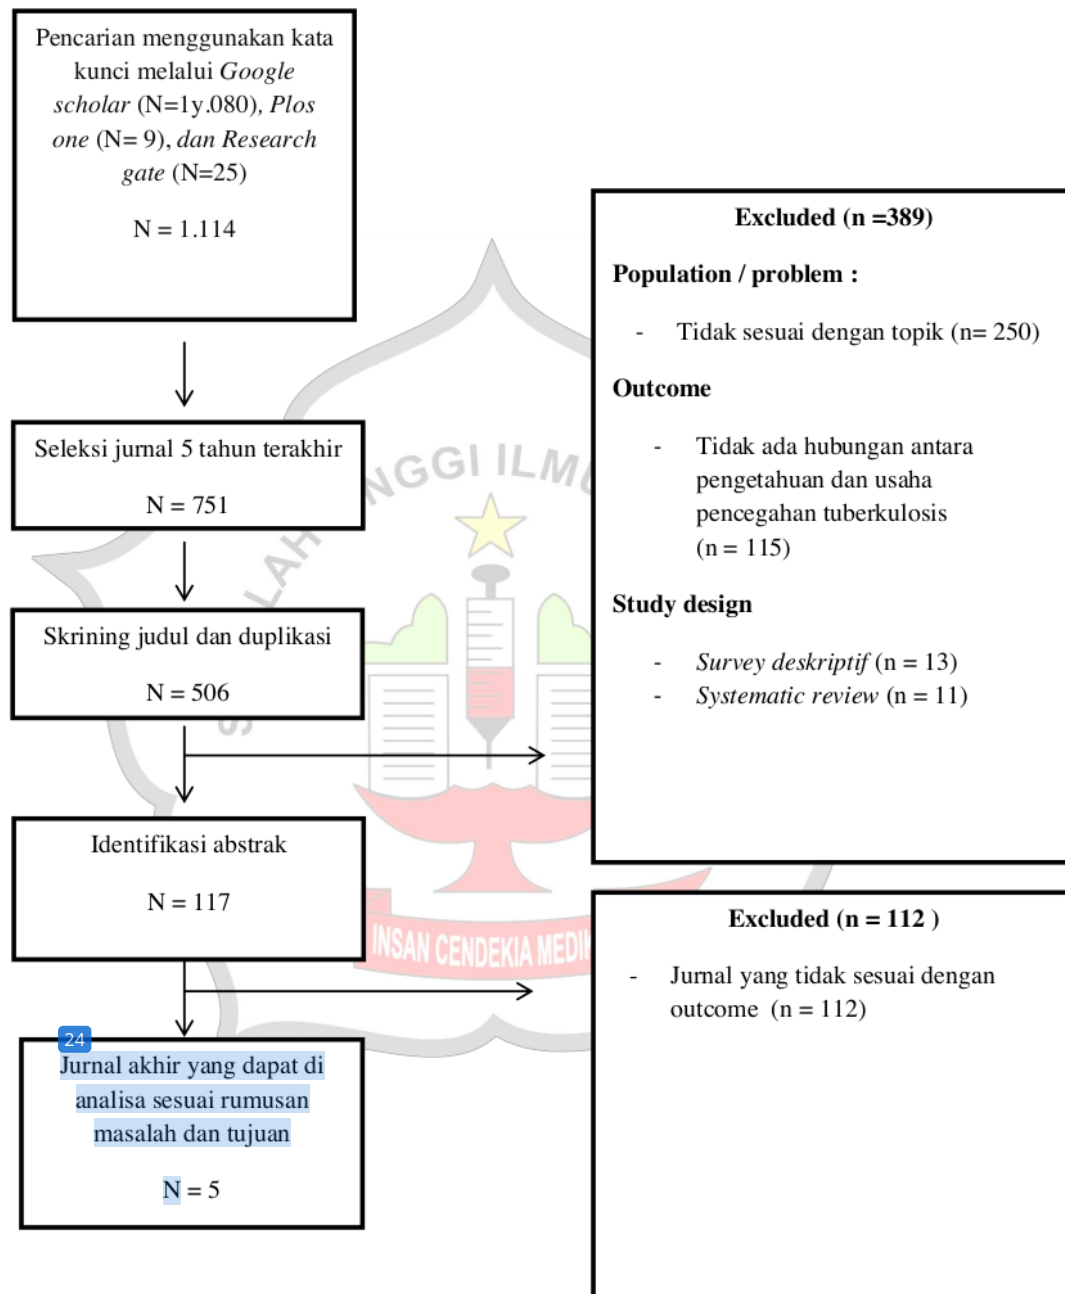 Pencarian menggunakan kata
kunci melalui Google
scholar (N=1y.080), Plos
one (N= 9), dan Research
gate (N=25)
N = 1.114
Seleksi jurnal 5 tahun terakhir
N = 751
Skrining judul dan duplikasi
N = 506
Identifikasi abstrak
N = 117
24
Jurnal akhir yang dapat di
analisa sesuai rumusan
masalah dan tujuan
N = 5
Excluded (n =389)
Population / problem :
- Tidak sesuai dengan topik (n= 250)
Outcome
- Tidak ada hubungan antara
pengetahuan dan usaha
pencegahan tuberkulosis
(n = 115)
Study design
- Survey deskriptif (n = 13)
- Systematic review (n = 11)
Excluded (n = 112 )
- Jurnal yang tidak sesuai dengan
outcome  (n = 112)
INSAN CENDEKIA